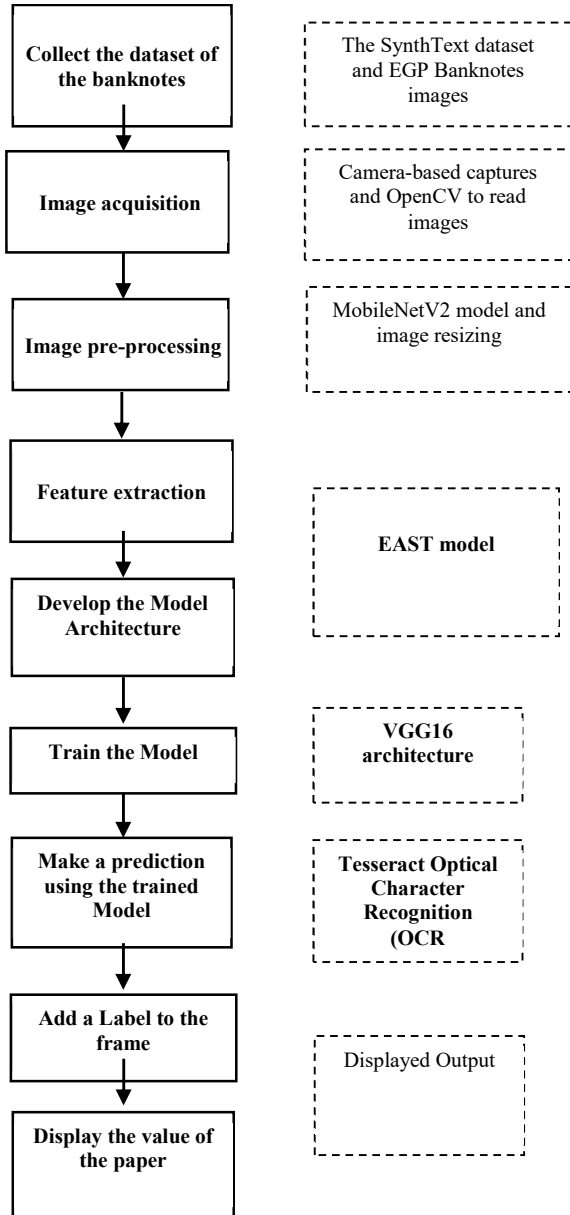 Collect the dataset of
the banknotes
The SynthText dataset
and EGP Banknotes
images
Image acquisition
Camera-based captures
and OpenCV to read
images
Image pre-processing
MobileNetV2 model and
image resizing
Feature extraction
EAST model
Develop the Model
Architecture
Train the Model
VGG16
architecture
Make a prediction
using the trained
Model
Tesseract Optical
Character
Recognition
(OCR
Add a Label to the
frame
Displayed Output
Display the value of
the paper